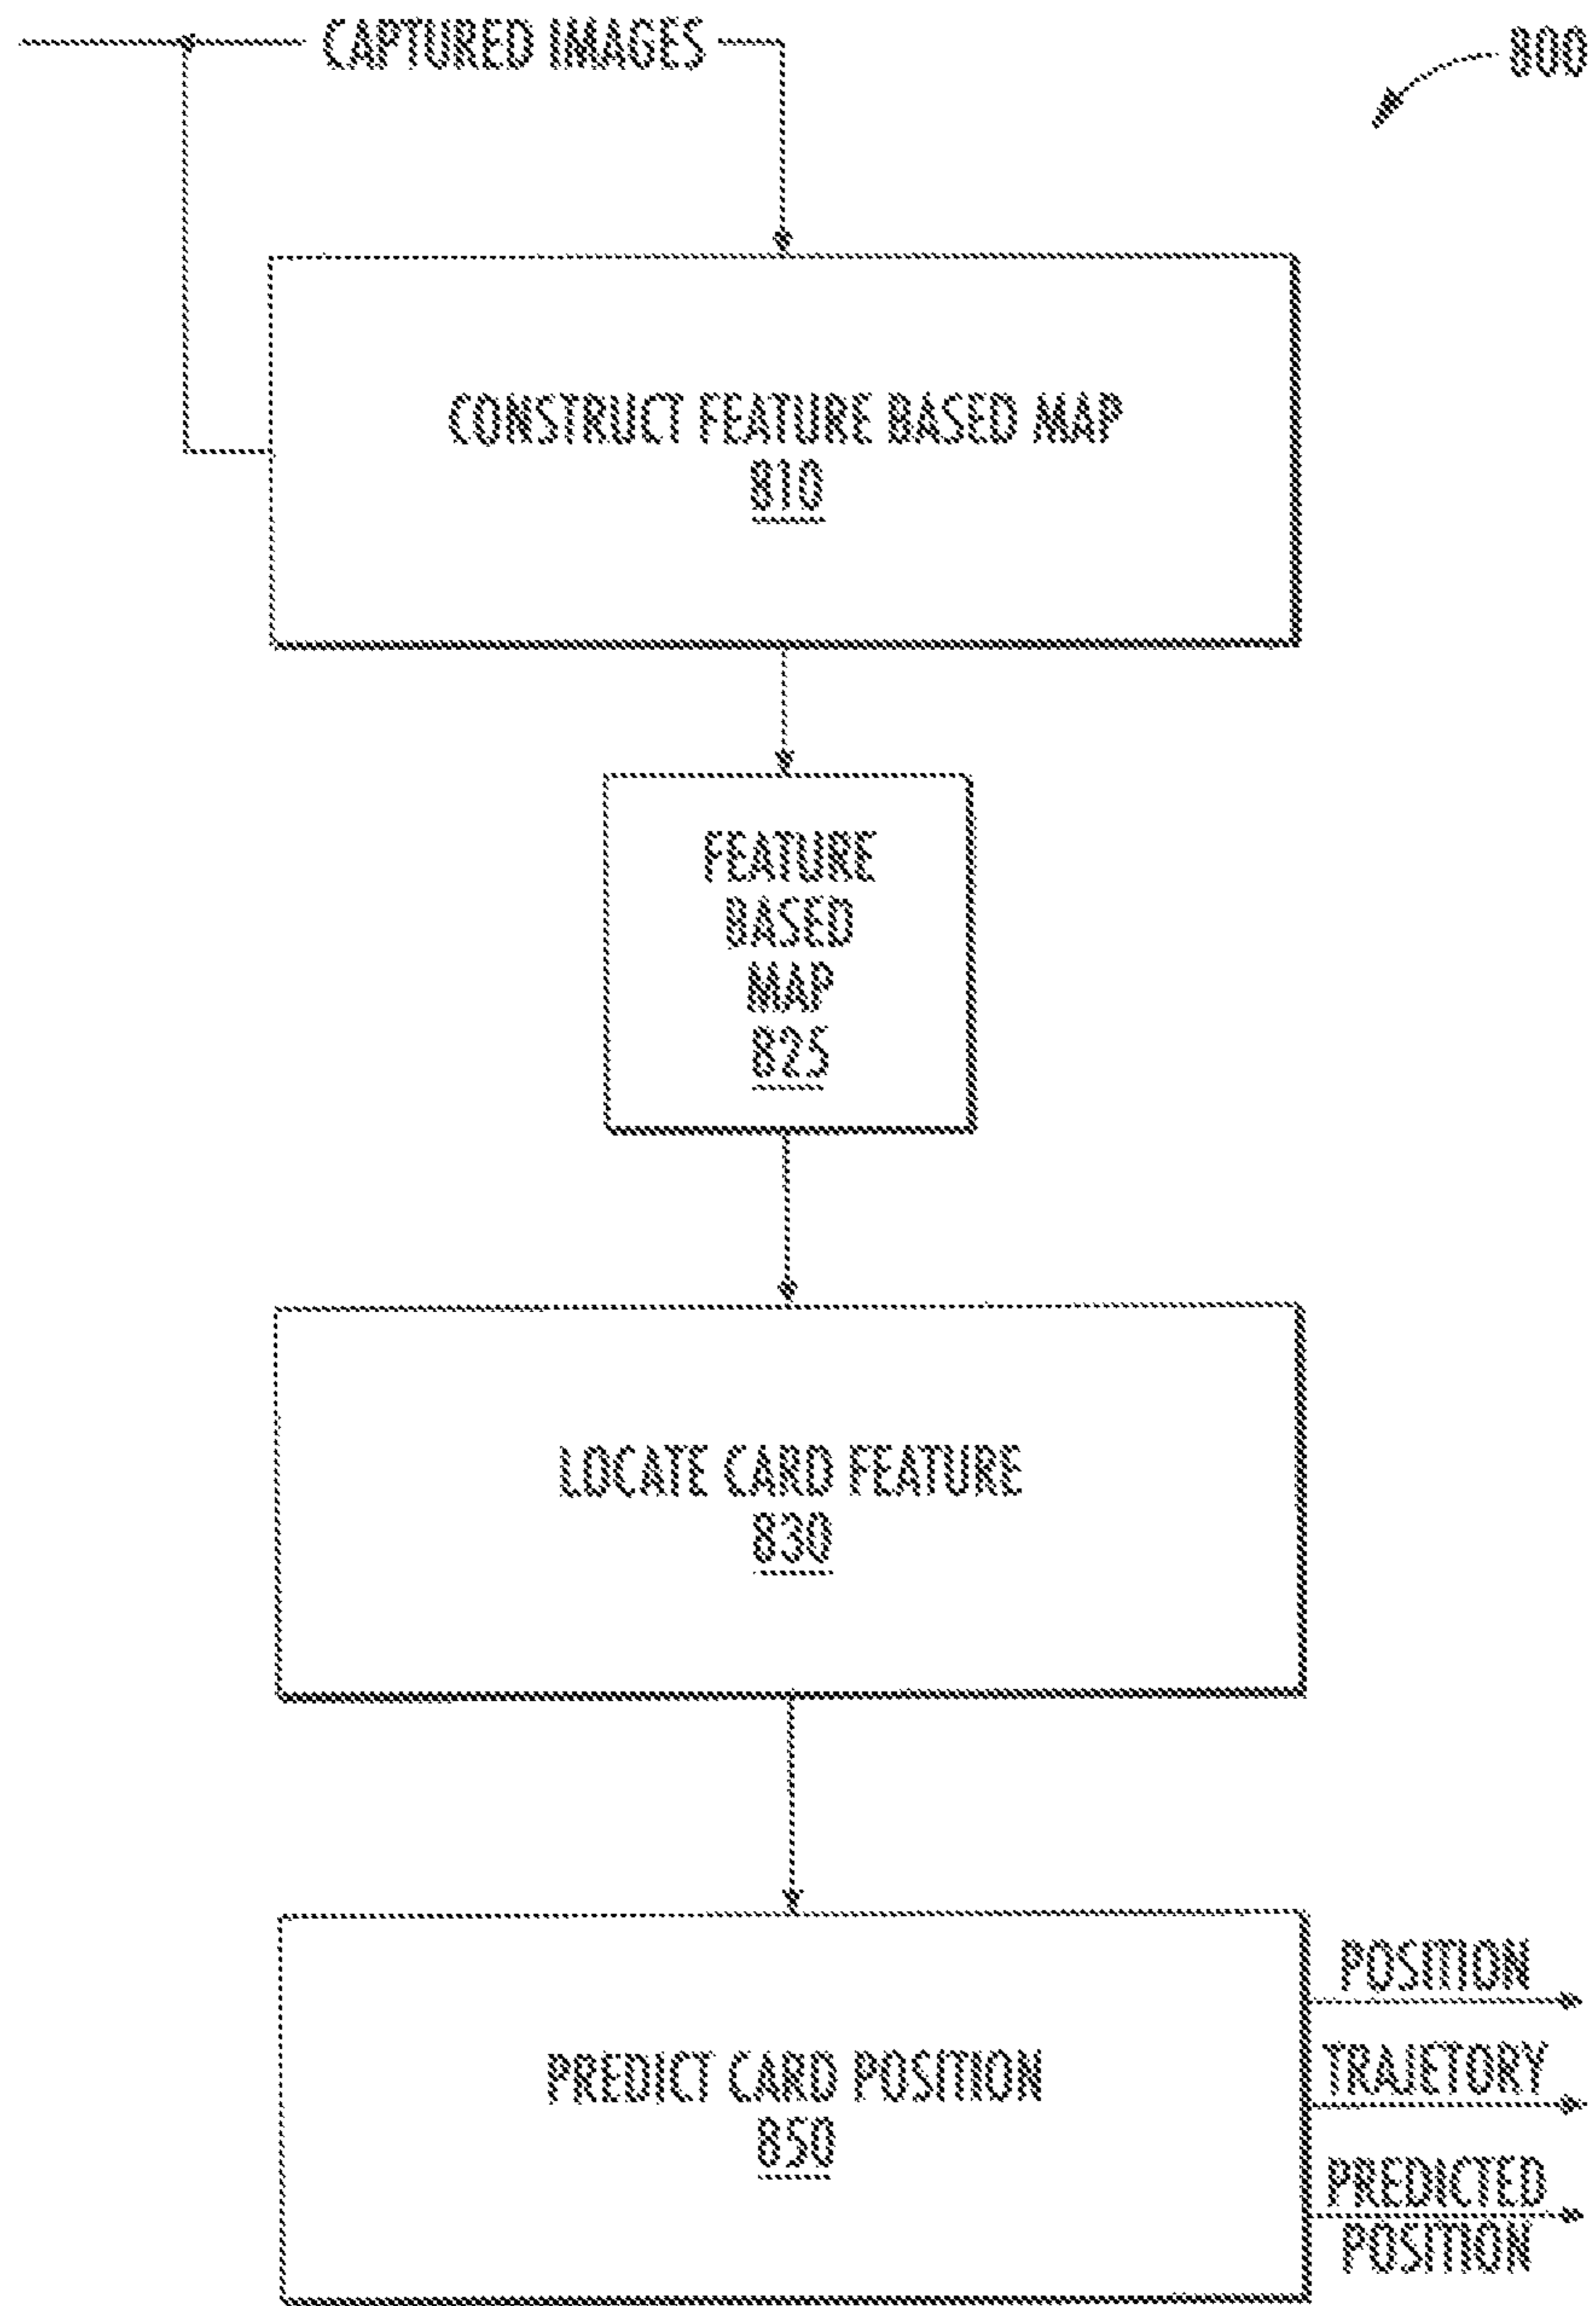 CAPTURED IMAGES
800
CONSTRUCT FEATURE BASED MAP
810
FEATURE
BASED
MAP
825
LOCATE CARD FEATURE
830
PREDICT CARD POSITION
850
POSITION
TRAJETORY
PREDICTED
POSITION